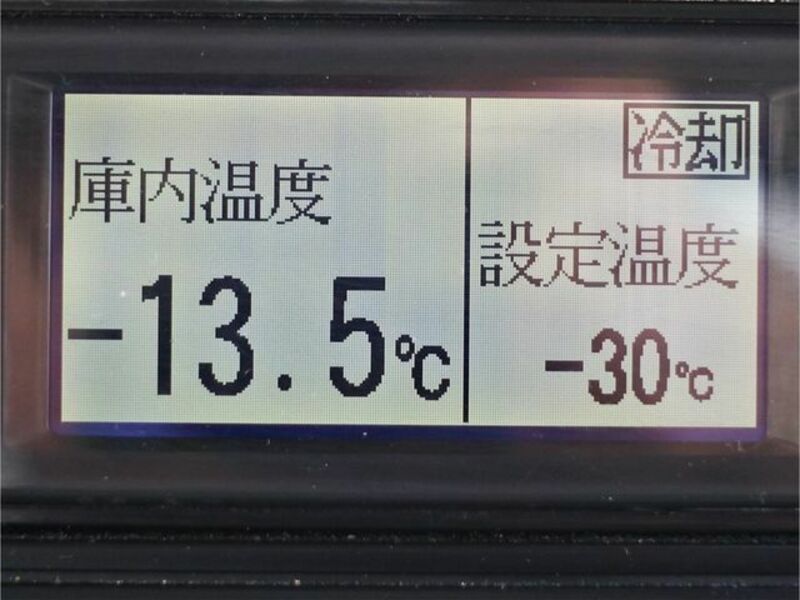 庫内温度
-13.5℃
冷却
設定温度
-30℃